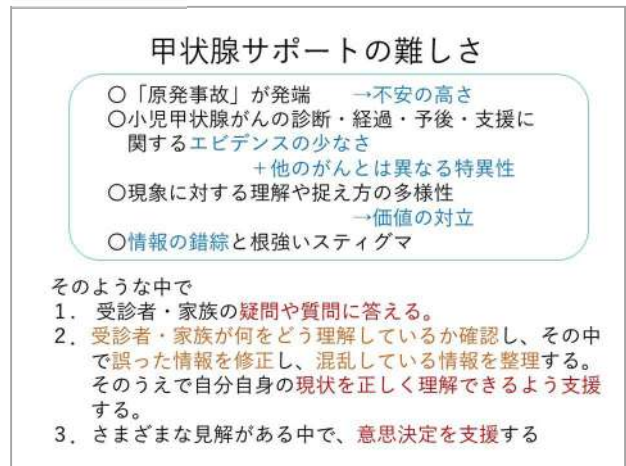 甲状腺サポートの難しさ
〇「原発事故」が発端　→不安の高さ
〇小児甲状腺がんの診断・経過・予後・支援に
関するエビデンスの少なさ
＋他のがんとは異なる特異性
〇現象に対する理解や捉え方の多様性
→価値の対立
〇情報の錯綜と根強いスティグマ
そのような中で
1．受診者・家族の疑問や質問に答える。
2．受診者・家族が何をどう理解しているか確認し、その中
で誤った情報を修正し、混乱している情報を整理する。
そのうえで自分自身の現状を正しく理解できるよう支援
する。
3．さまざまな見解がある中で、意思決定を支援する